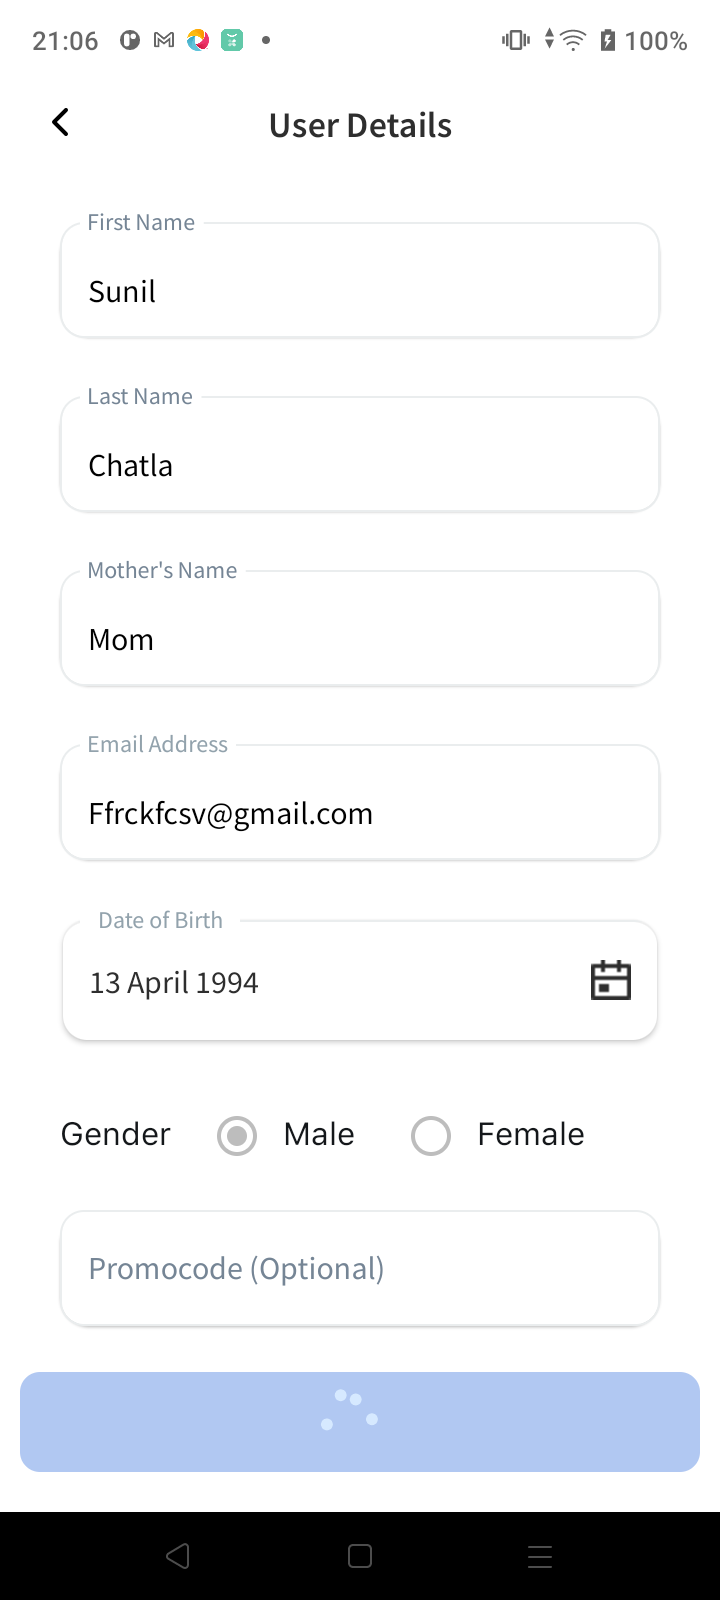 21:06
100%
User Details
First Name
Sunil
Last Name
Chatla
Mother's Name
Mom
Email Address
Ffrckfcsv@gmail.com
Date of Birth
13 April 1994
Gender Male Female
Promocode (Optional)